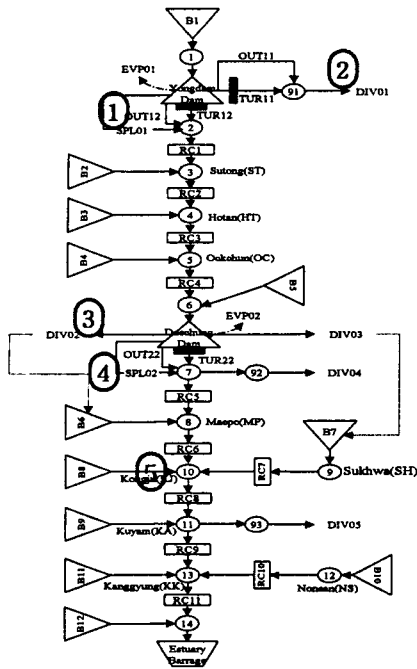 B1
1
OUT11
2
EVP01
Yongdam
Dam
TUR11
91
DIV01
1
OUT12
TUR12
SPL01
2
RC1
B2
3
Sutong(ST)
RC2
B3
4
Hotan(HT)
RC3
B4
5
Ookchun(OC)
RC4
B5
6
3
EVP02
DIV02
Daechung
Dam
DIV03
OUT22
TUR22
4
SPL02
7
92
DIV04
RC5
B6
8
Maepo(MP)
B7
RC6
B8
5
10
RC7
9
Sukhwa(SH)
RC8
B9
11
93
DIV05
Kuyam(KA)
RC9
B11
13
RC10
12
B10
Kanggyung(KK)
Nonsan(NS)
RC11
B12
14
Estuary
Barrage